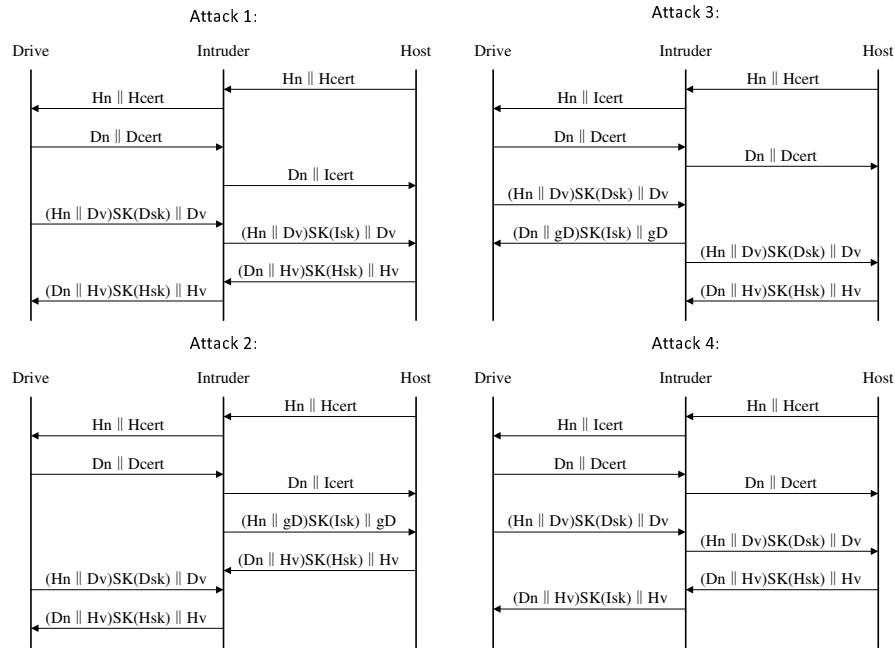 Attack 1:
Drive Intruder Host
Hn || Hcert
Hn || Hcert
Dn || Dcert
Dn || Icert
(Hn || Dv)SK(Dsk) || Dv
(Hn || Dv)SK(Isk) || Dv
(Dn || Hv)SK(Hsk) || Hv
(Dn || Hv)SK(Hsk) || Hv
Attack 3:
Drive Intruder Host
Hn || Hcert
Hn || Icert
Dn || Dcert
Dn || Dcert
(Hn || Dv)SK(Dsk) || Dv
(Dn || gD)SK(Isk) || gD
(Hn || Dv)SK(Dsk) || Dv
(Dn || Hv)SK(Hsk) || Hv
Attack 2:
Drive Intruder Host
Hn || Hcert
Hn || Hcert
Dn || Dcert
Dn || Icert
(Hn || gD)SK(Isk) || gD
(Dn || Hv)SK(Hsk) || Hv
(Hn || Dv)SK(Dsk) || Dv
(Dn || Hv)SK(Hsk) || Hv
Attack 4:
Drive Intruder Host
Hn || Hcert
Hn || Icert
Dn || Dcert
Dn || Dcert
(Hn || Dv)SK(Dsk) || Dv
(Hn || Dv)SK(Dsk) || Dv
(Dn || Hv)SK(Hsk) || Hv
(Dn || Hv)SK(Isk) || Hv